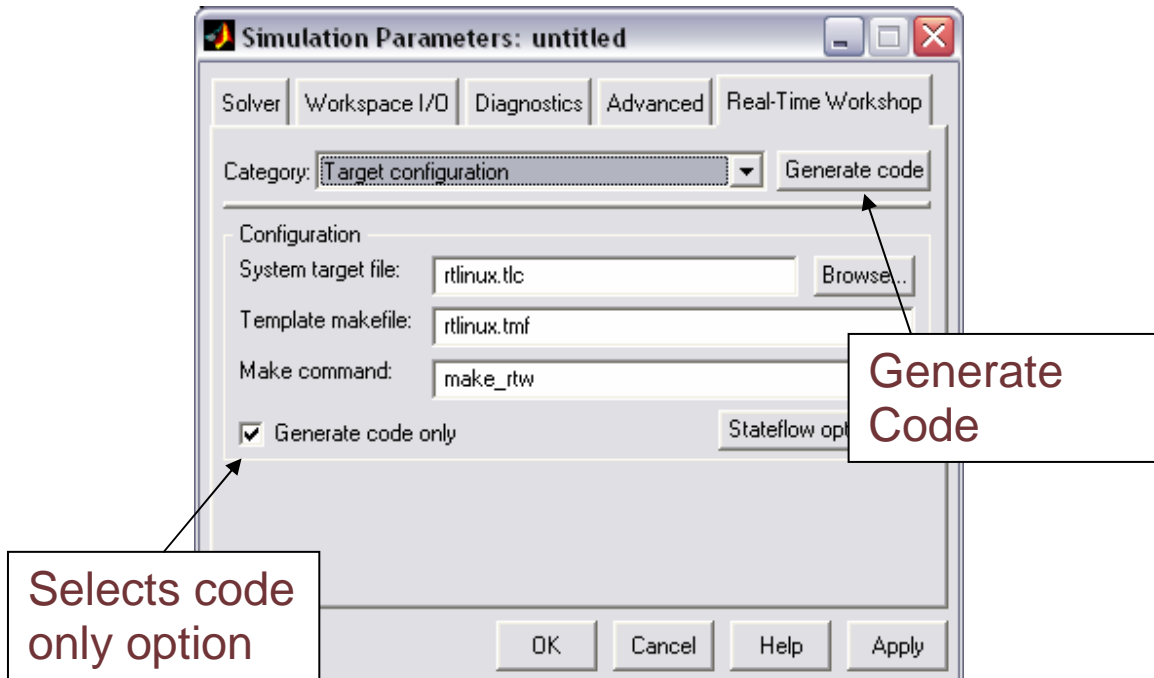 Simulation Parameters: untitled
Solver Workspace I/O Diagnostics Advanced Real-Time Workshop
Category: Target configuration Generate code
Configuration
System target file: rtlinux.tlc Browse...
Template makefile: rtlinux.tmf
Make command: make_rtw
Generate code only Stateflow opt
Generate
Code
Selects code
only option
OK Cancel Help Apply